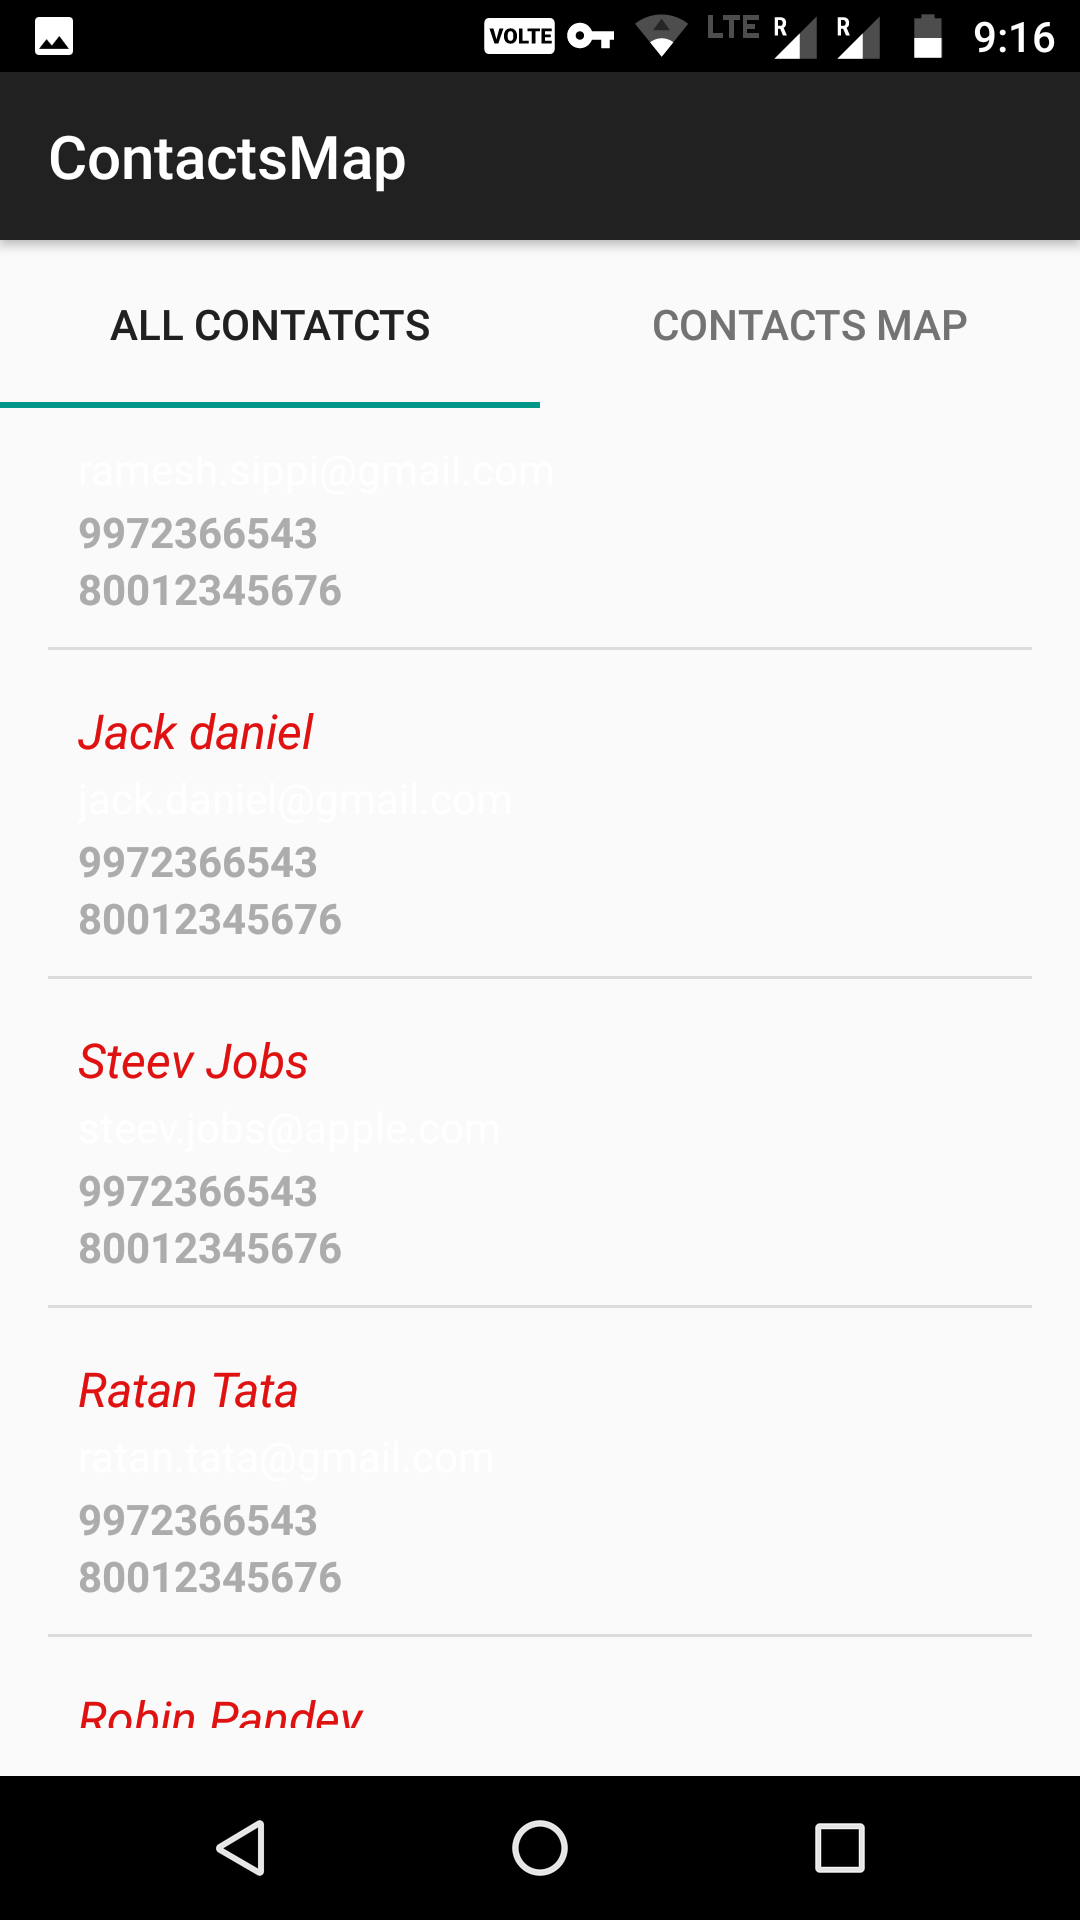 VOLTE LTE R R 9:16
ContactsMap
ALL CONTATCTS CONTACTS MAP
ramesh.sippi@gmail.com
9972366543
80012345676
Jack daniel
jack.daniel@gmail.com
9972366543
80012345676
Steev Jobs
steev.jobs@apple.com
9972366543
80012345676
Ratan Tata
ratan.tata@gmail.com
9972366543
80012345676
Robin Pandey